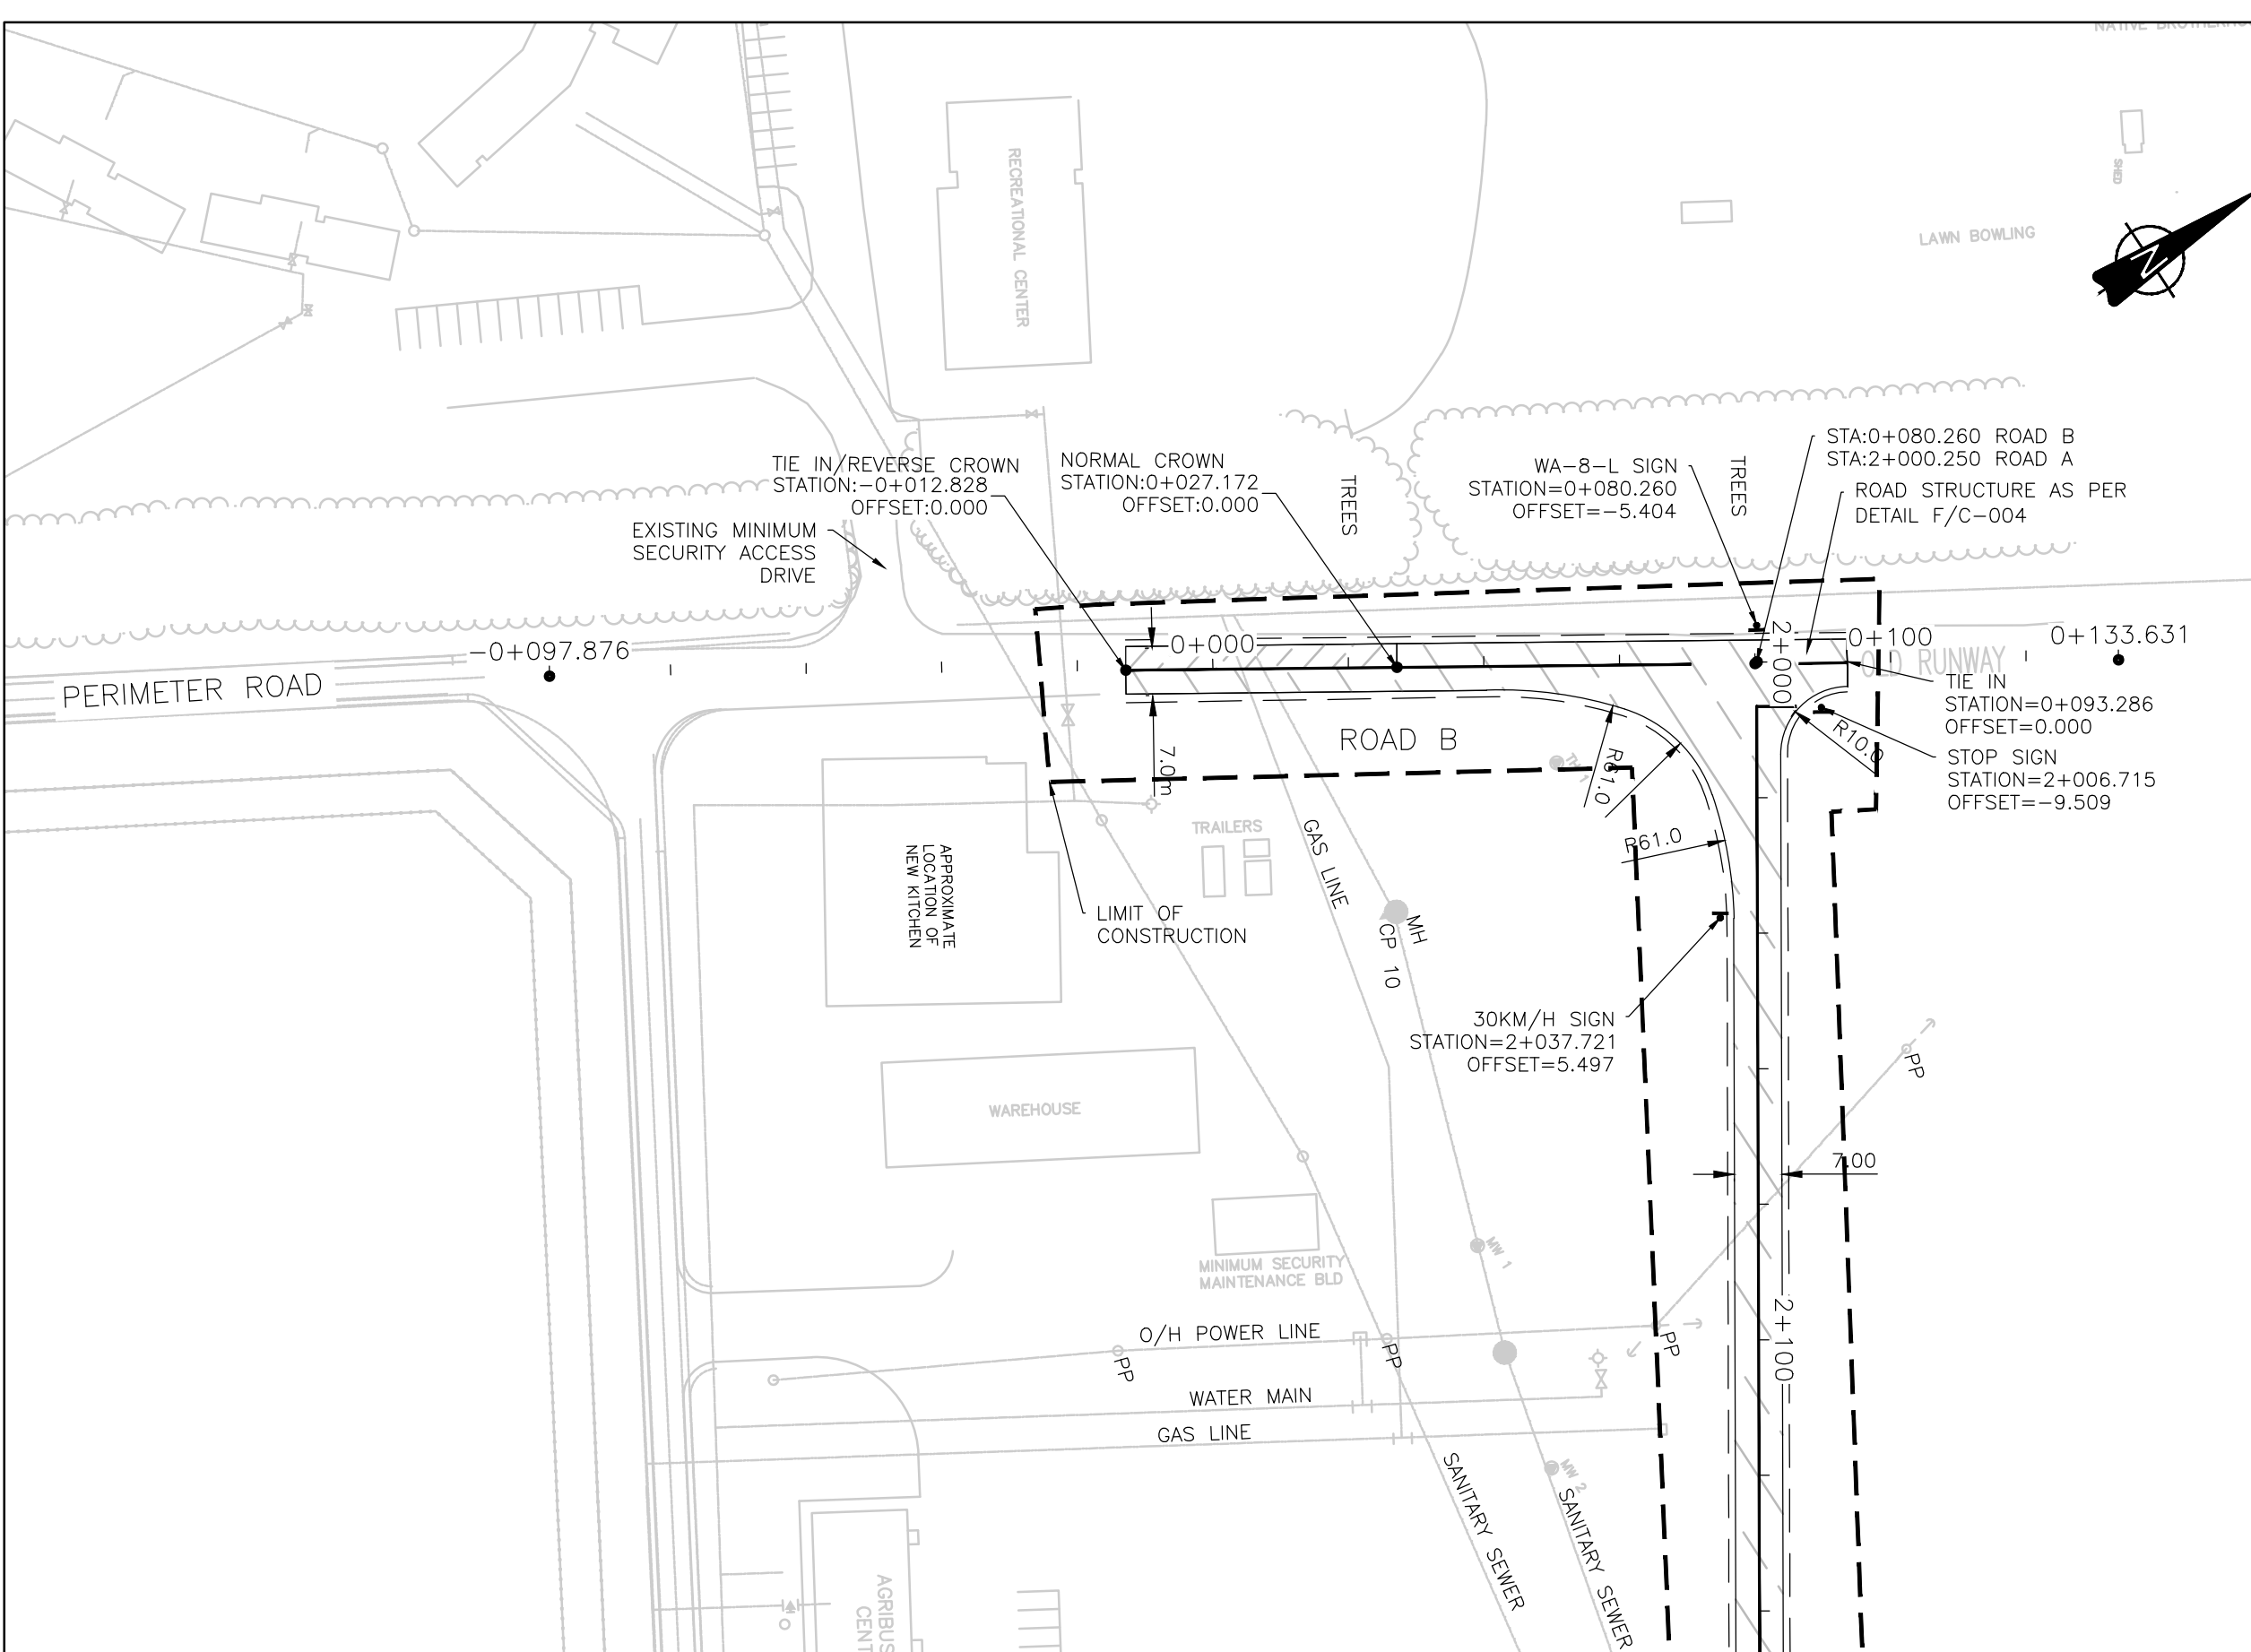 RECREATIONAL CENTER
SHED
LAWN BOWLING
N
TIE IN/REVERSE CROWN
STATION:-0+012.828
OFFSET:0.000
NORMAL CROWN
STATION:0+027.172
OFFSET:0.000
TREES
WA-8-L SIGN
STATION=0+080.260
OFFSET=-5.404
TREES
STA:0+080.260 ROAD B
STA:2+000.250 ROAD A
ROAD STRUCTURE AS PER
DETAIL F/C-004
EXISTING MINIMUM
SECURITY ACCESS
DRIVE
-0+097.876
0+000
2+000
0+100
0+133.631
OLD RUNWAY
PERIMETER ROAD
TIE IN
STATION=0+093.286
OFFSET=0.000
ROAD B
7.0m
R61.0
R10.0
STOP SIGN
STATION=2+006.715
OFFSET=-9.509
TRAILERS
GAS LINE
R61.0
APPROXIMATE
LOCATION OF
NEW KITCHEN
LIMIT OF
CONSTRUCTION
MH
CP 10
30KM/H SIGN
STATION=2+037.721
OFFSET=5.497
PP
WAREHOUSE
7.00
MW 1
MINIMUM SECURITY
MAINTENANCE BLD
2+100
O/H POWER LINE
PP
PP
PP
WATER MAIN
GAS LINE
SANITARY SEWER
MW 2
SANITARY SEWER
AGRIBUS
CENT